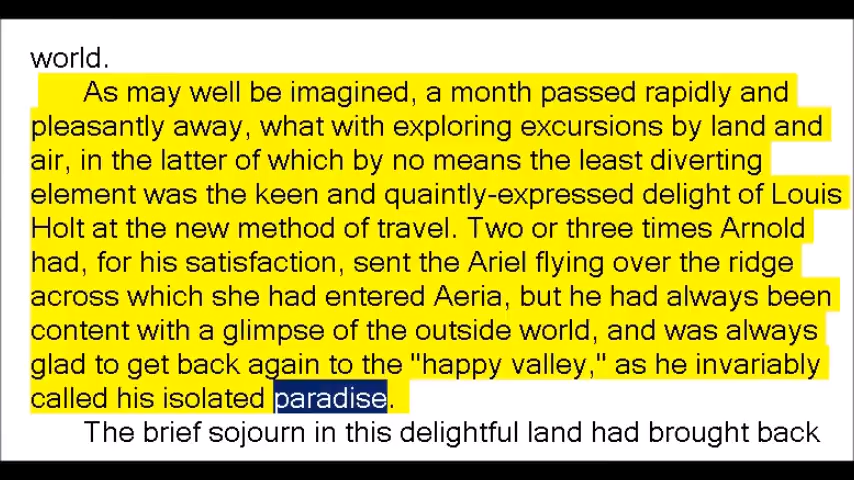 world.
As may well be imagined, a month passed rapidly and
pleasantly away, what with exploring excursions by land and
air, in the latter of which by no means the least diverting
element was the keen and quaintly-expressed delight of Louis
Holt at the new method of travel. Two or three times Arnold
had, for his satisfaction, sent the Ariel flying over the ridge
across which she had entered Aeria, but he had always been
content with a glimpse of the outside world, and was always
glad to get back again to the "happy valley," as he invariably
called his isolated paradise.
The brief sojourn in this delightful land had brought back